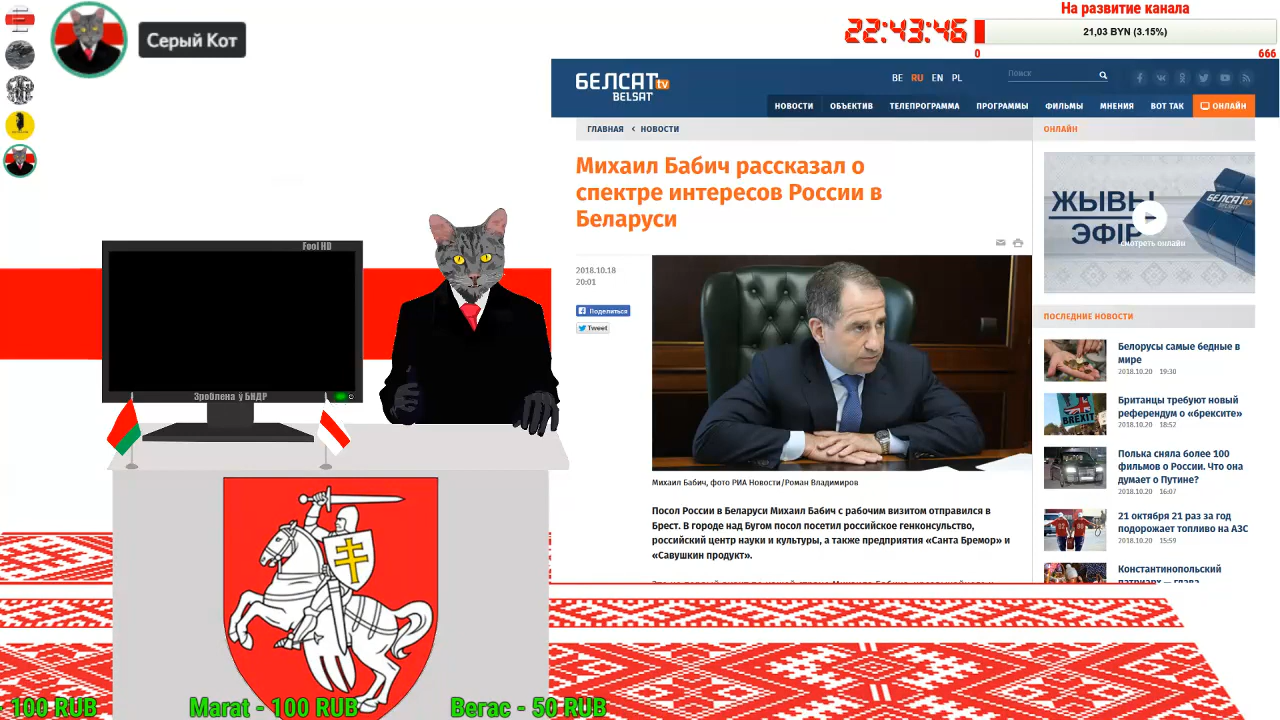 Серый Кот
22:43:46
На развитие канала
21,03 BYN (3.15%)
0
666
БЕЛСАТ tv
BELSAT
BE RU EN PL
Поиск
НОВОСТИ ОБЪЕКТИВ ТЕЛЕПРОГРАММА ПРОГРАММЫ ФИЛЬМЫ МНЕНИЯ ВОТ ТАК ОНЛАЙН
ГЛАВНАЯ < НОВОСТИ
Михаил Бабич рассказал о
спектре интересов России в
Беларуси
2018.10.18
20:01
Поделиться
Tweet
Михаил Бабич, фото РИА Новости/Роман Владимиров
Посол России в Беларуси Михаил Бабич с рабочим визитом отправился в
Брест. В городе над Бугом посол посетил российское генконсульство,
российский центр науки и культуры, а также предприятия «Санта Бремор» и
«Савушкин продукт».
ОНЛАЙН
ЖЫВЫ
ЭФІР
смотреть онлайн
БЕЛСАТ
ПОСЛЕДНИЕ НОВОСТИ
Белорусы самые бедные в
мире
2018.10.20 19:30
BREXIT
Британцы требуют новый
референдум о «брексите»
2018.10.20 18:52
Полька сняла более 100
фильмов о России. Что она
думает о Путине?
2018.10.20 16:07
21 октября 21 раз за год
подорожает топливо на АЗС
2018.10.20 15:59
Константинопольский
патриарх — глава
Fool HD
Зроблена ў БНДР
- 100 RUB
Marat - 100 RUB
Вегас - 50 RUB